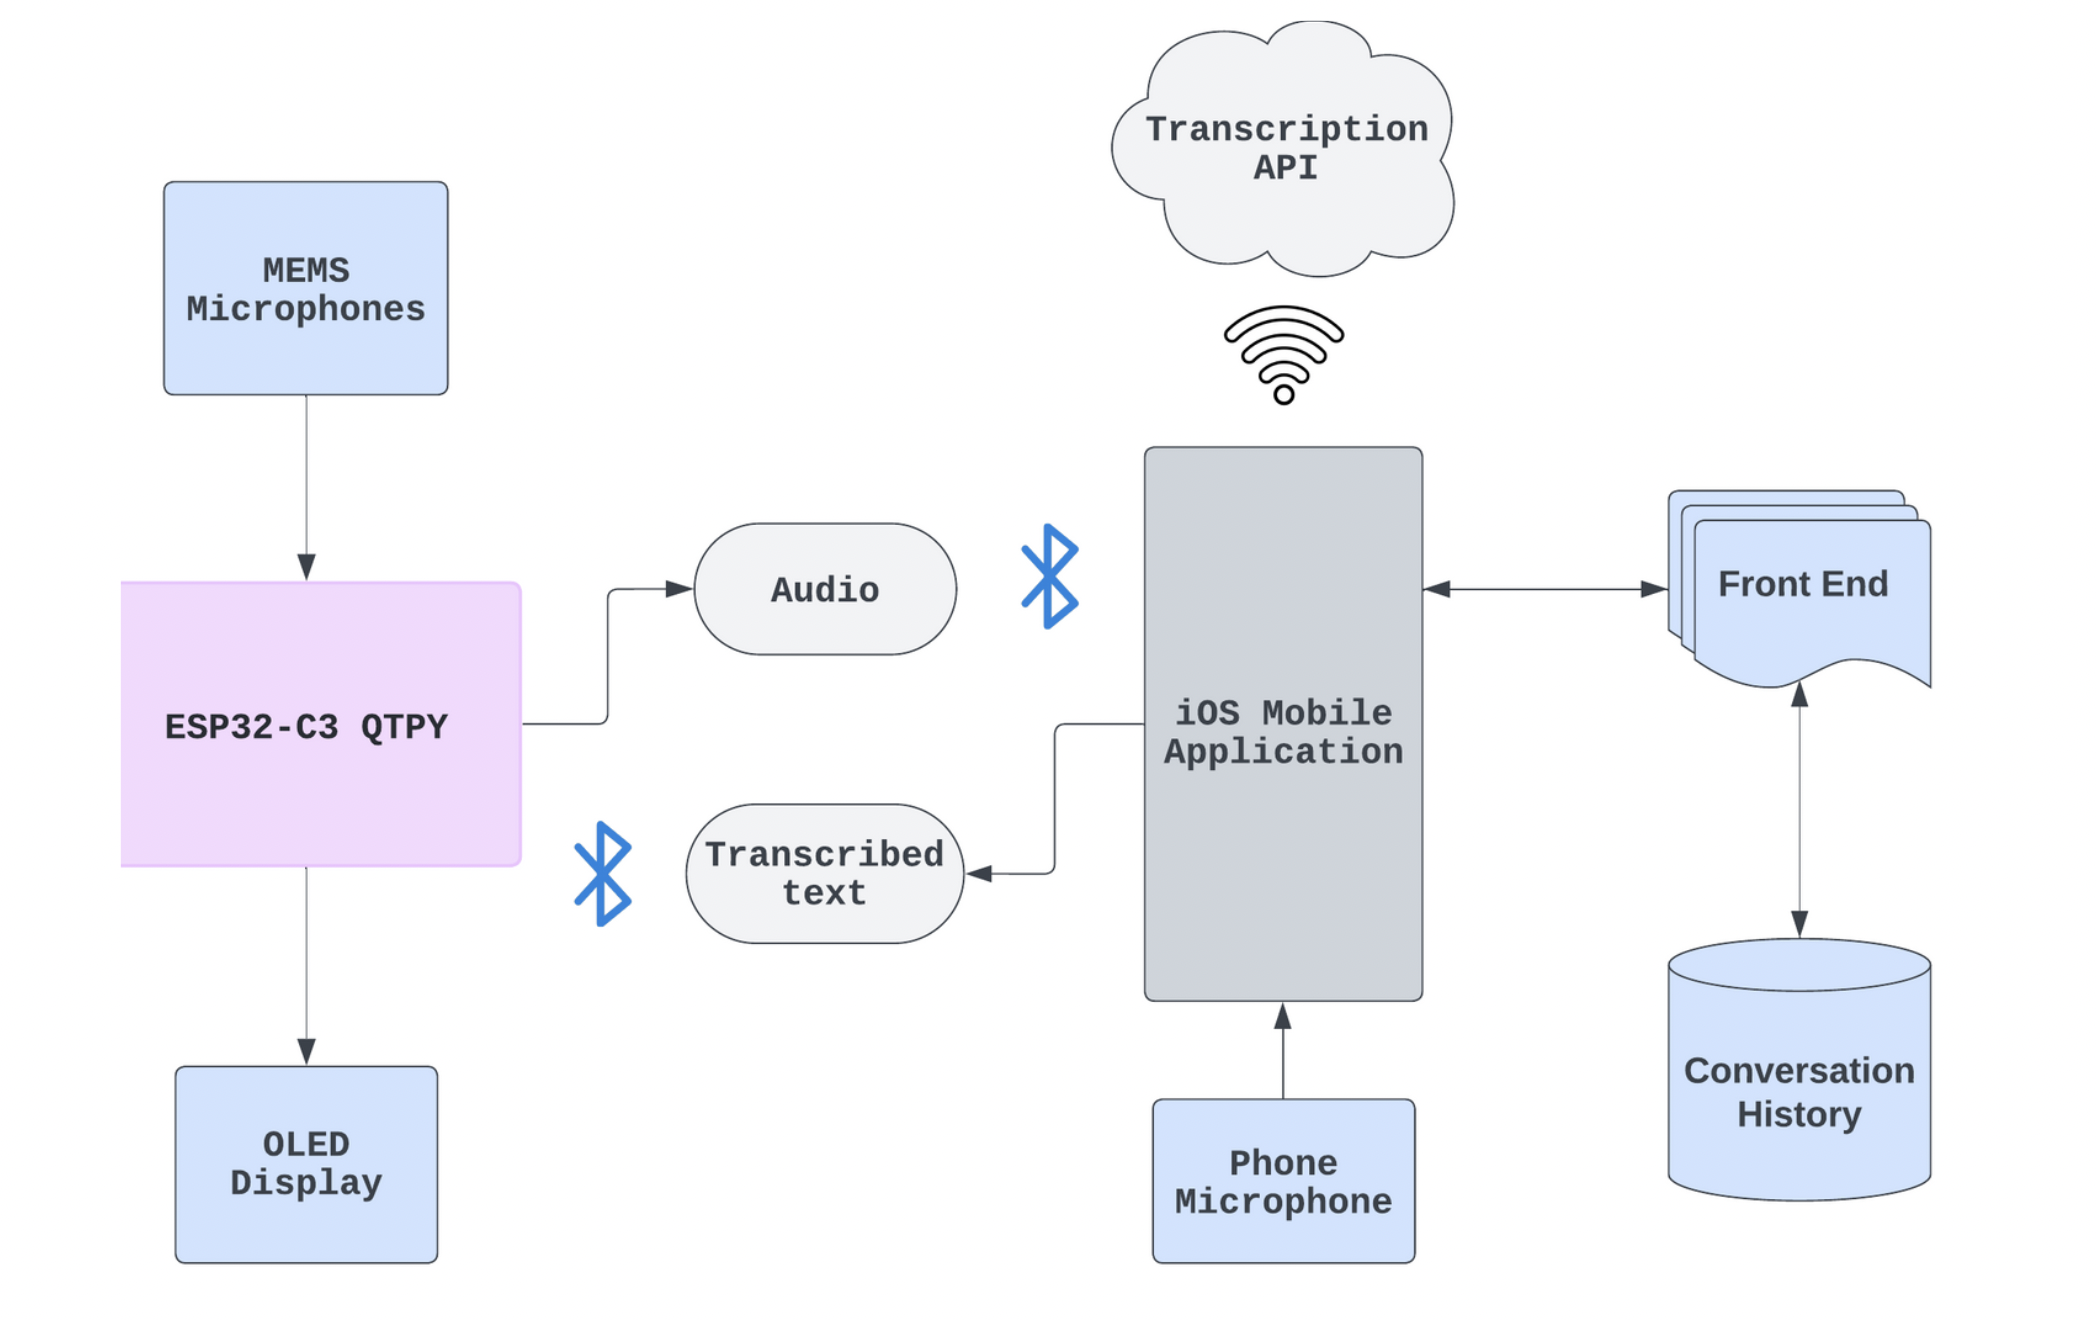 Transcription
API
MEMS
Microphones
Audio
Front End
ESP32-C3 QTPY
iOS Mobile
Application
Transcribed
text
Conversation
History
OLED
Display
Phone
Microphone